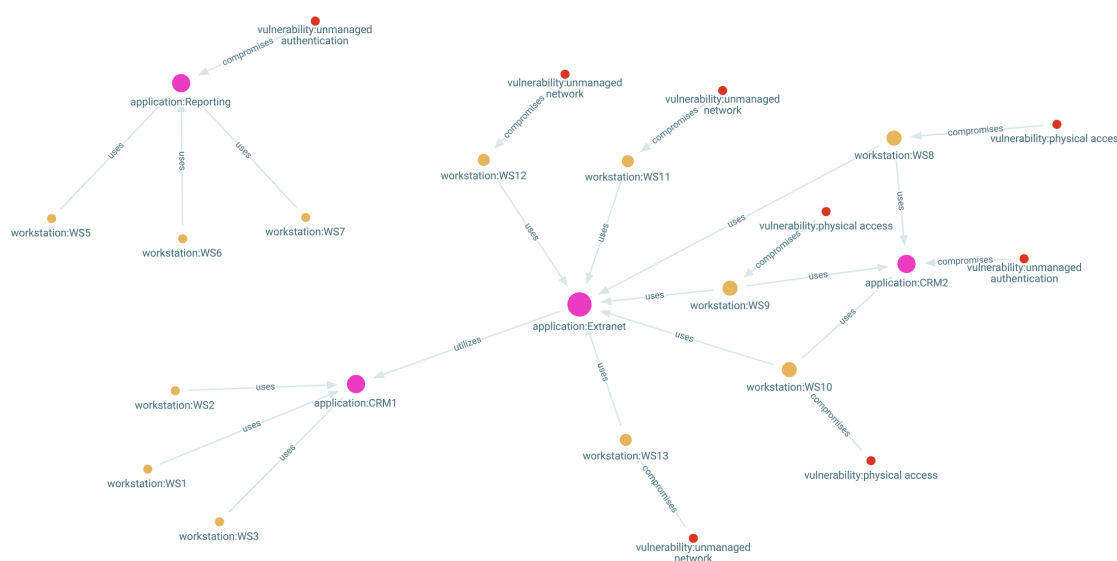 vulnerability:unmanaged
authentication
compromises
application:Reporting
uses
uses
uses
workstation:WS5
workstation:WS6
workstation:WS7
vulnerability:unmanaged
network
compromises
workstation:WS12
vulnerability:unmanaged
network
compromises
workstation:WS11
vulnerability:physical acces
compromises
workstation:WS8
uses
uses
uses
uses
vulnerability:physical access
compromises
workstation:WS9
uses
uses
application:CRM2
compromises
vulnerability:unmanaged
authentication
application:Extranet
utilizes
uses
uses
workstation:WS10
compromises
vulnerability:physical access
uses
workstation:WS13
compromises
vulnerability:unmanaged
network
workstation:WS2
uses
application:CRM1
workstation:WS1
uses
workstation:WS3
uses